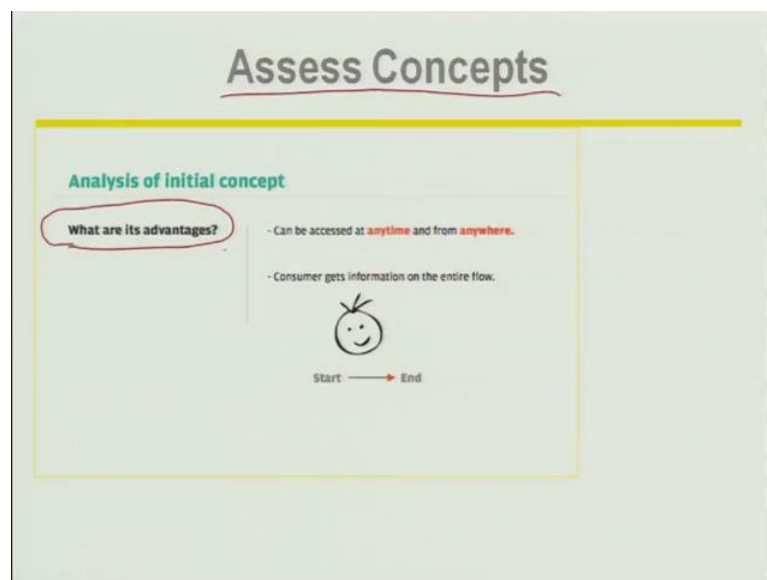 Assess Concepts
Analysis of initial concept
What are its advantages?
- Can be accessed at anytime and from anywhere.
- Consumer gets information on the entire flow.
Start → End